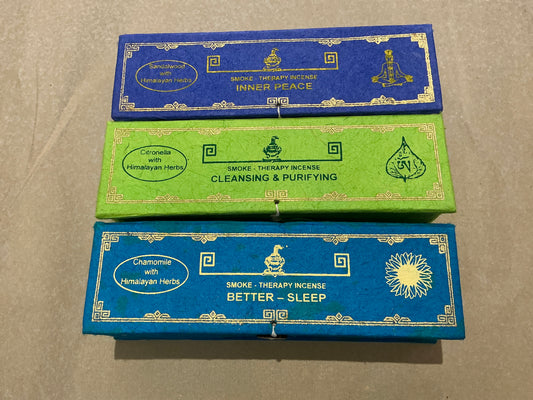 Sandalwood
with
Himalayan Herbs
SMOKE - THERAPY INCENSE
INNER PEACE
Citronella
with
Himalayan Herbs
SMOKE - THERAPY INCENSE
CLEANSING & PURIFYING
ॐ
Chamomile
with
Himalayan Herbs
SMOKE - THERAPY INCENSE
BETTER – SLEEP